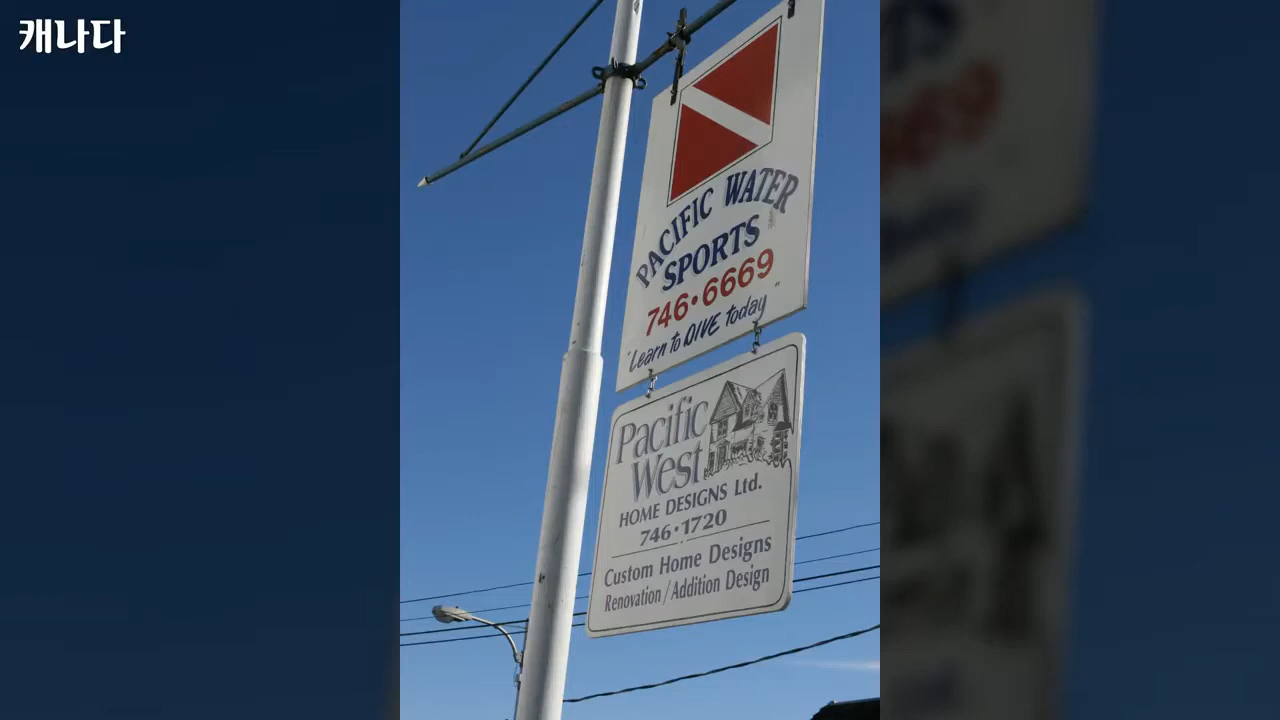 캐나다
PACIFIC WATER
SPORTS
746•6669
"Learn to DIVE today"
Pacific
West
HOME DESIGNS Ltd.
746•1720
Custom Home Designs
Renovation / Addition Design